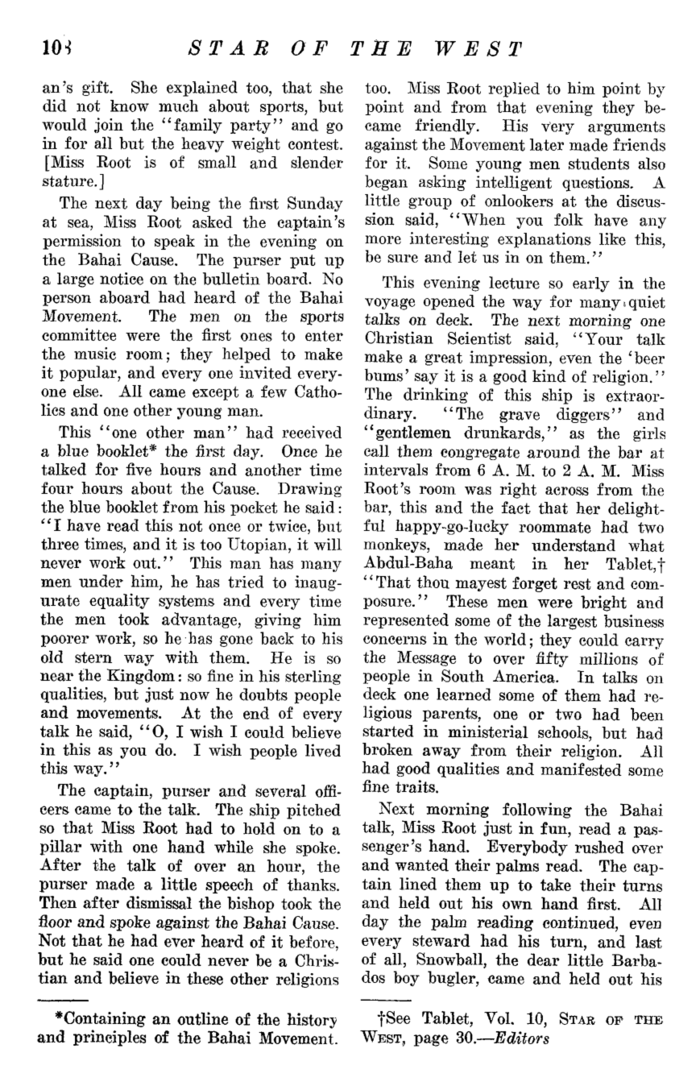 108 STAR OF THE WEST
an's gift. She explained too, that she
did not know much about sports, but
would join the "family party" and go
in for all but the heavy weight contest.
[Miss Root is of small and slender
stature.]
The next day being the first Sunday
at sea, Miss Root asked the captain's
permission to speak in the evening on
the Bahai Cause. The purser put up
a large notice on the bulletin board. No
person aboard had heard of the Bahai
Movement. The men on the sports
committee were the first ones to enter
the music room; they helped to make
it popular, and every one invited every-
one else. All came except a few Catho-
lics and one other young man.
This "one other man" had received
a blue booklet* the first day. Once he
talked for five hours and another time
four hours about the Cause. Drawing
the blue booklet from his pocket he said:
"I have read this not once or twice, but
three times, and it is too Utopian, it will
never work out." This man has many
men under him, he has tried to inaug-
urate equality systems and every time
the men took advantage, giving him
poorer work, so he has gone back to his
old stern way with them. He is so
near the Kingdom: so fine in his sterling
qualities, but just now he doubts people
and movements. At the end of every
talk he said, "O, I wish I could believe
in this as you do. I wish people lived
this way."
The captain, purser and several offi-
cers came to the talk. The ship pitched
so that Miss Root had to hold on to a
pillar with one hand while she spoke.
After the talk of over an hour, the
purser made a little speech of thanks.
Then after dismissal the bishop took the
floor and spoke against the Bahai Cause.
Not that he had ever heard of it before,
but he said one could never be a Chris-
tian and believe in these other religions
*Containing an outline of the history
and principles of the Bahai Movement.
too. Miss Root replied to him point by
point and from that evening they be-
came friendly. His very arguments
against the Movement later made friends
for it. Some young men students also
began asking intelligent questions. A
little group of onlookers at the discus-
sion said, "When you folk have any
more interesting explanations like this,
be sure and let us in on them."
This evening lecture so early in the
voyage opened the way for many quiet
talks on deck. The next morning one
Christian Scientist said, "Your talk
make a great impression, even the 'beer
bums' say it is a good kind of religion."
The drinking of this ship is extraor-
dinary. "The grave diggers" and
"gentlemen drunkards," as the girls
call them congregate around the bar at
intervals from 6 A. M. to 2 A. M. Miss
Root's room was right across from the
bar, this and the fact that her delight-
ful happy-go-lucky roommate had two
monkeys, made her understand what
Abdul-Baha meant in her Tablet,†
"That thou mayest forget rest and com-
posure." These men were bright and
represented some of the largest business
concerns in the world; they could carry
the Message to over fifty millions of
people in South America. In talks on
deck one learned some of them had re-
ligious parents, one or two had been
started in ministerial schools, but had
broken away from their religion. All
had good qualities and manifested some
fine traits.
Next morning following the Bahai
talk, Miss Root just in fun, read a pas-
senger's hand. Everybody rushed over
and wanted their palms read. The cap-
tain lined them up to take their turns
and held out his own hand first. All
day the palm reading continued, even
every steward had his turn, and last
of all, Snowball, the dear little Barba-
dos boy bugler, came and held out his
†See Tablet, Vol. 10, STAR OF THE
WEST, page 30.—Editors